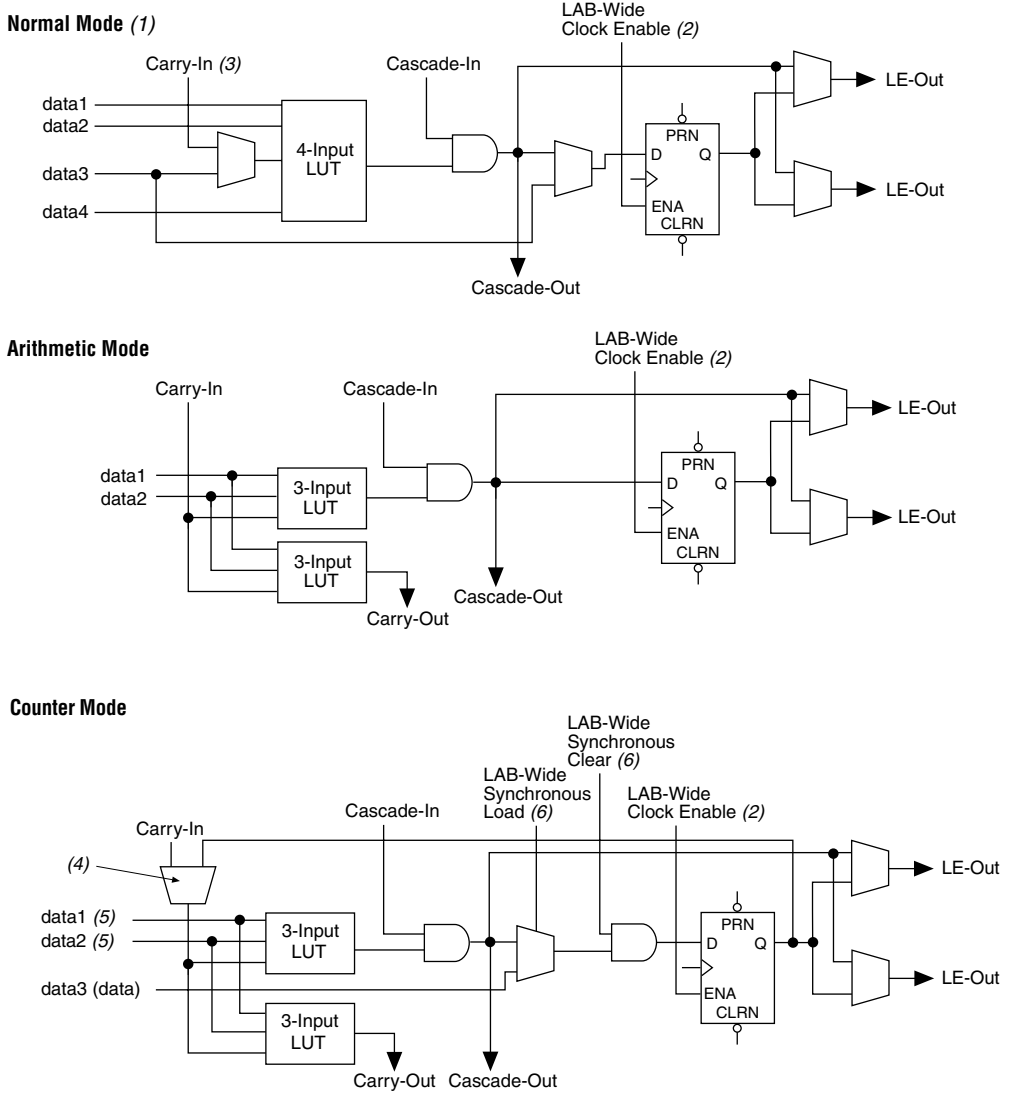 Normal Mode (1)
LAB-Wide
Clock Enable (2)
Carry-In (3)
Cascade-In
LE-Out
data1
data2
PRN
4-Input
LUT
D
Q
data3
LE-Out
ENA
data4
CLRN
Cascade-Out
Arithmetic Mode
LAB-Wide
Clock Enable (2)
Carry-In
Cascade-In
LE-Out
PRN
data1
3-Input
LUT
D
Q
data2
LE-Out
ENA
CLRN
3-Input
LUT
Cascade-Out
Carry-Out
Counter Mode
LAB-Wide
Synchronous
Clear (6)
LAB-Wide
Synchronous
Load (6)
LAB-Wide
Clock Enable (2)
Cascade-In
Carry-In
(4)
LE-Out
data1 (5)
PRN
3-Input
LUT
data2 (5)
D
Q
LE-Out
data3 (data)
ENA
CLRN
3-Input
LUT
Carry-Out
Cascade-Out